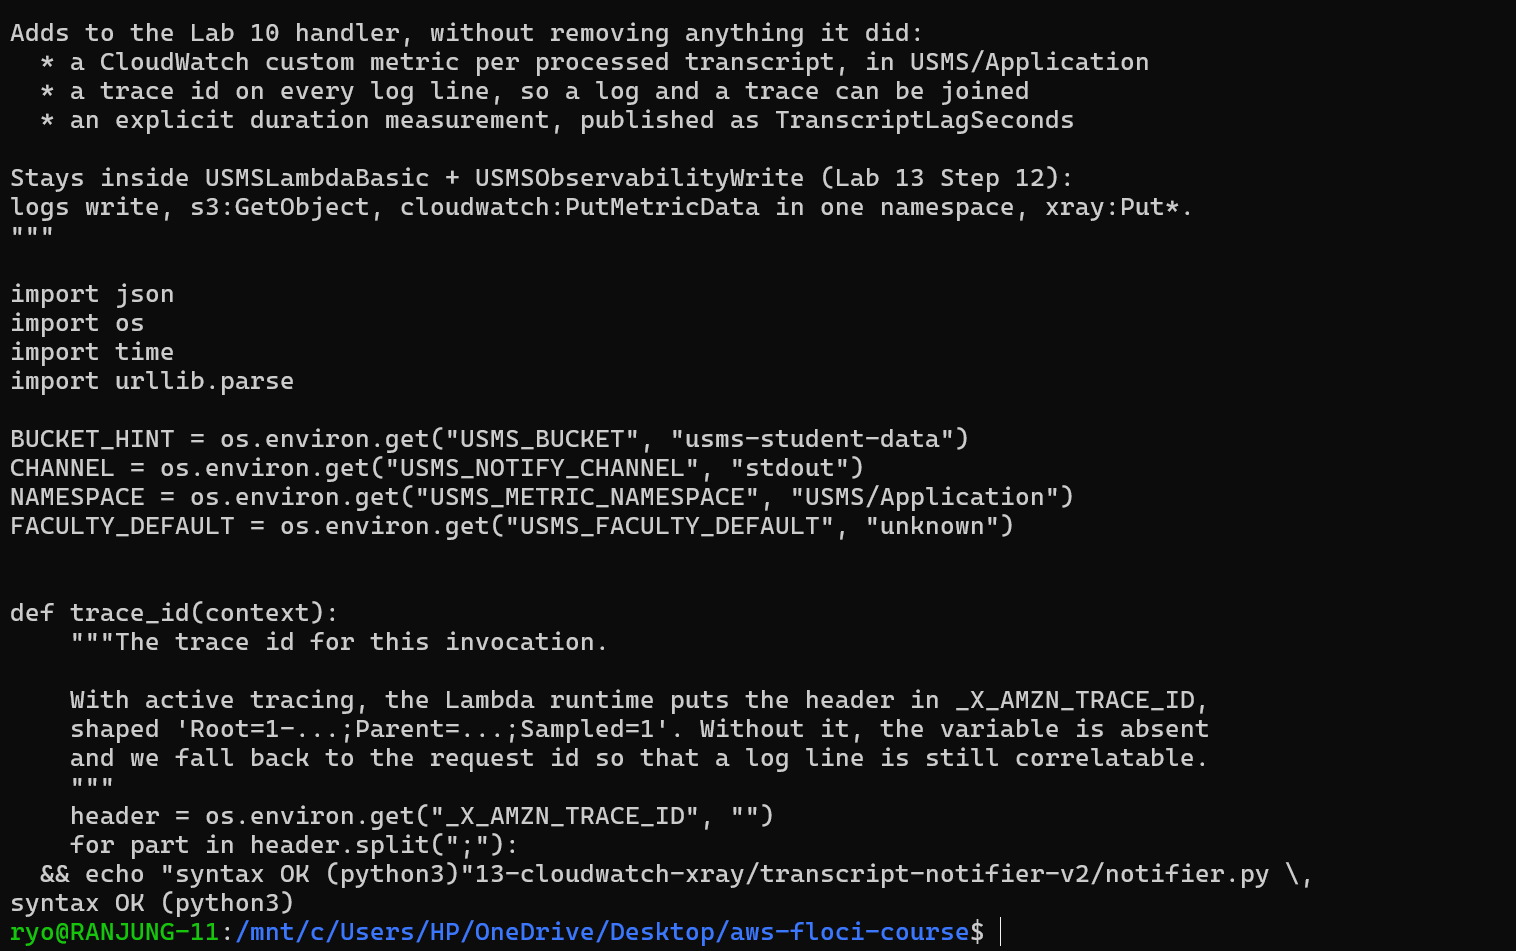 Adds to the Lab 10 handler, without removing anything it did:
  * a CloudWatch custom metric per processed transcript, in USMS/Application
  * a trace id on every log line, so a log and a trace can be joined
  * an explicit duration measurement, published as TranscriptLagSeconds

Stays inside USMSLambdaBasic + USMSObservabilityWrite (Lab 13 Step 12):
logs write, s3:GetObject, cloudwatch:PutMetricData in one namespace, xray:Put*.
"""

import json
import os
import time
import urllib.parse

BUCKET_HINT = os.environ.get("USMS_BUCKET", "usms-student-data")
CHANNEL = os.environ.get("USMS_NOTIFY_CHANNEL", "stdout")
NAMESPACE = os.environ.get("USMS_METRIC_NAMESPACE", "USMS/Application")
FACULTY_DEFAULT = os.environ.get("USMS_FACULTY_DEFAULT", "unknown")


def trace_id(context):
    """The trace id for this invocation.

    With active tracing, the Lambda runtime puts the header in _X_AMZN_TRACE_ID,
    shaped 'Root=1-...;Parent=...;Sampled=1'. Without it, the variable is absent
    and we fall back to the request id so that a log line is still correlatable.
    """
    header = os.environ.get("_X_AMZN_TRACE_ID", "")
    for part in header.split(";"):
  && echo "syntax OK (python3)"13-cloudwatch-xray/transcript-notifier-v2/notifier.py \,
syntax OK (python3)
ryo@RANJUNG-11:/mnt/c/Users/HP/OneDrive/Desktop/aws-floci-course$